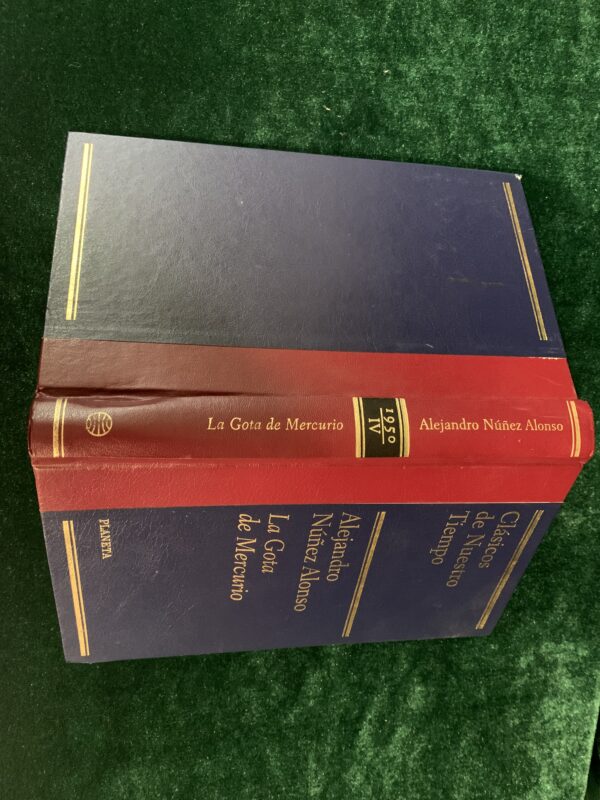 Clásicos
de Nuestro
Tiempo
Alejandro
Núñez Alonso
La Gota
de Mercurio
PLANETA
Alejandro Núñez Alonso
1950
IV
La Gota de Mercurio